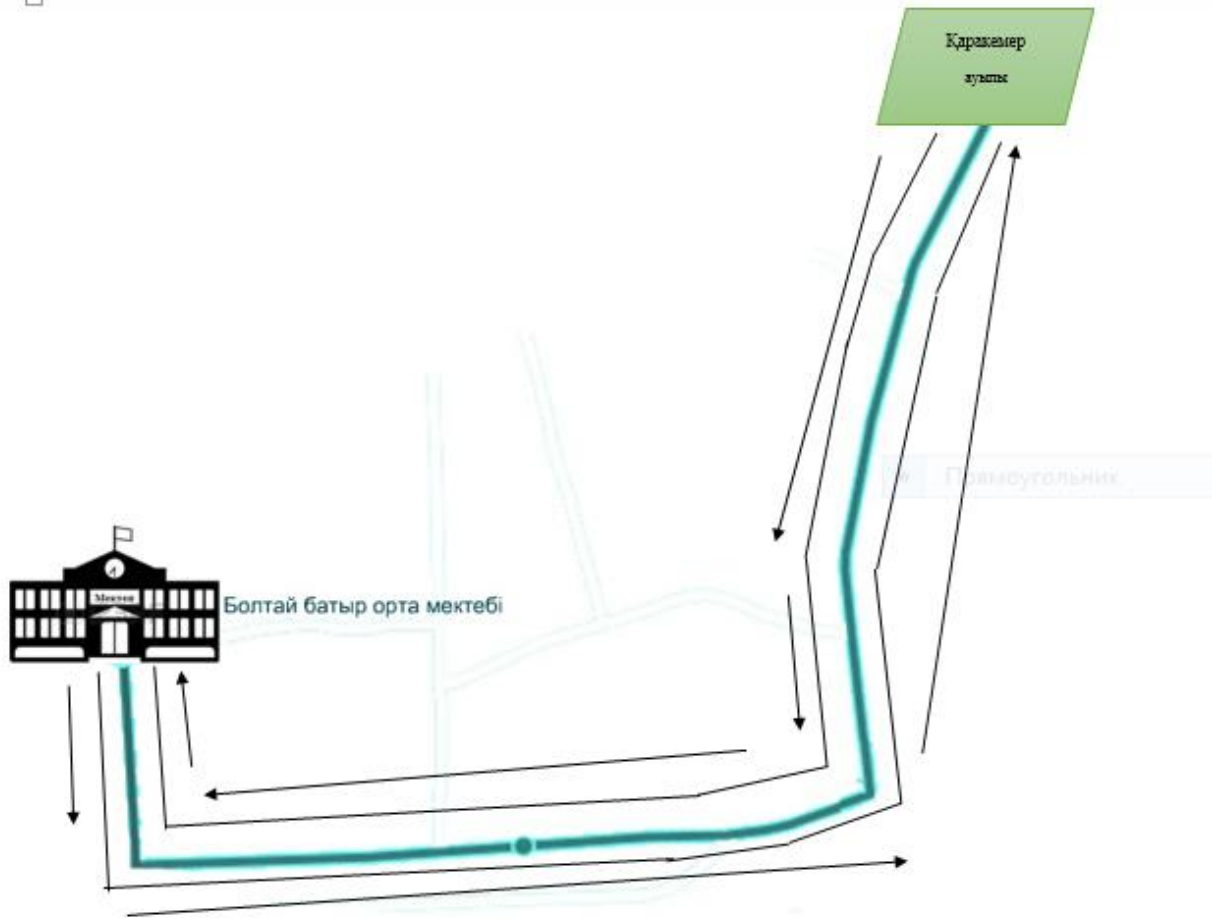 Қаракемер
ауылы
Прямоугольник
Мектеп
Болтай батыр орта мектебі